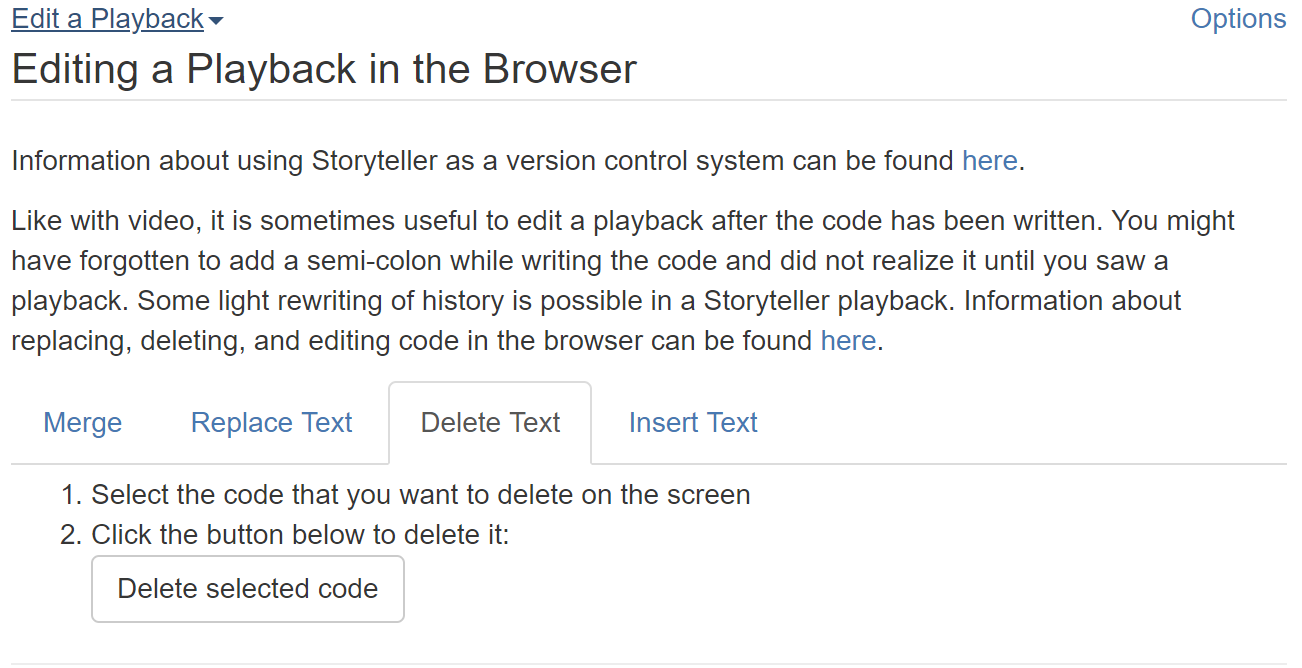 Edit a Playback
Options
Editing a Playback in the Browser
Information about using Storyteller as a version control system can be found here.
Like with video, it is sometimes useful to edit a playback after the code has been written. You might
have forgotten to add a semi-colon while writing the code and did not realize it until you saw a
playback. Some light rewriting of history is possible in a Storyteller playback. Information about
replacing, deleting, and editing code in the browser can be found here.
Merge
Replace Text
Delete Text
Insert Text
1. Select the code that you want to delete on the screen
2. Click the button below to delete it:
Delete selected code